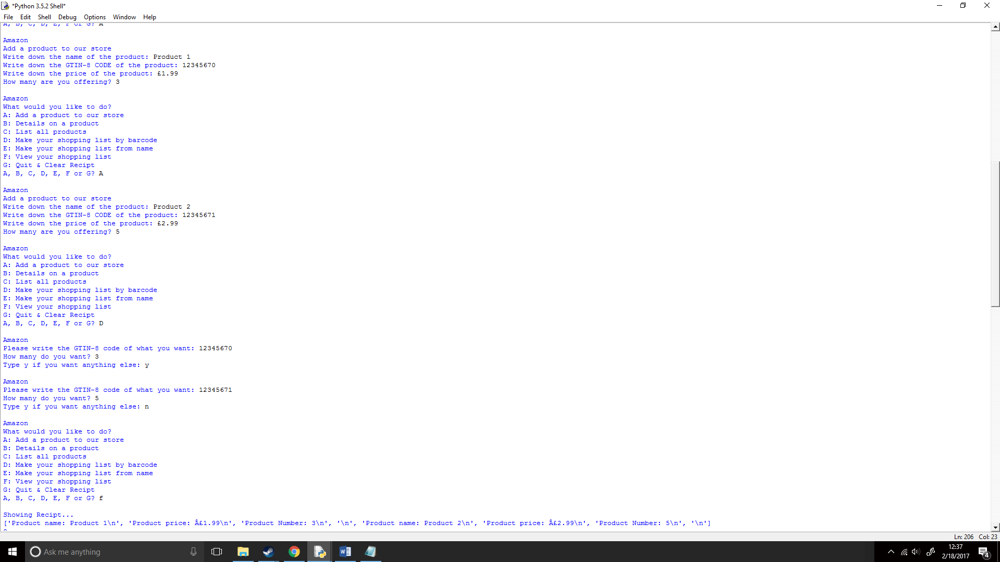 *Python 3.5.2 Shell*
File Edit Shell Debug Options Window Help
A, B, C, D, E, F or G? A
Amazon
Add a product to our store
Write down the name of the product: Product 1
Write down the GTIN-8 CODE of the product: 12345670
Write down the price of the product: £1.99
How many are you offering? 3
Amazon
What would you like to do?
A: Add a product to our store
B: Details on a product
C: List all products
D: Make your shopping list by barcode
E: Make your shopping list from name
F: View your shopping list
G: Quit & Clear Recipt
A, B, C, D, E, F or G? A
Amazon
Add a product to our store
Write down the name of the product: Product 2
Write down the GTIN-8 CODE of the product: 12345671
Write down the price of the product: £2.99
How many are you offering? 5
Amazon
What would you like to do?
A: Add a product to our store
B: Details on a product
C: List all products
D: Make your shopping list by barcode
E: Make your shopping list from name
F: View your shopping list
G: Quit & Clear Recipt
A, B, C, D, E, F or G? D
Amazon
Please write the GTIN-8 code of what you want: 12345670
How many do you want? 3
Type y if you want anything else: y
Amazon
Please write the GTIN-8 code of what you want: 12345671
How many do you want? 5
Type y if you want anything else: n
Amazon
What would you like to do?
A: Add a product to our store
B: Details on a product
C: List all products
D: Make your shopping list by barcode
E: Make your shopping list from name
F: View your shopping list
G: Quit & Clear Recipt
A, B, C, D, E, F or G? f
Showing Recipt...
['Product name: Product 1\n', 'Product price: Â£1.99\n', 'Product Number: 3\n', '\n', 'Product name: Product 2\n', 'Product price: Â£2.99\n', 'Product Number: 5\n', '\n']
Ln: 206 Col: 23
Ask me anything
12:37
2/18/2017
4